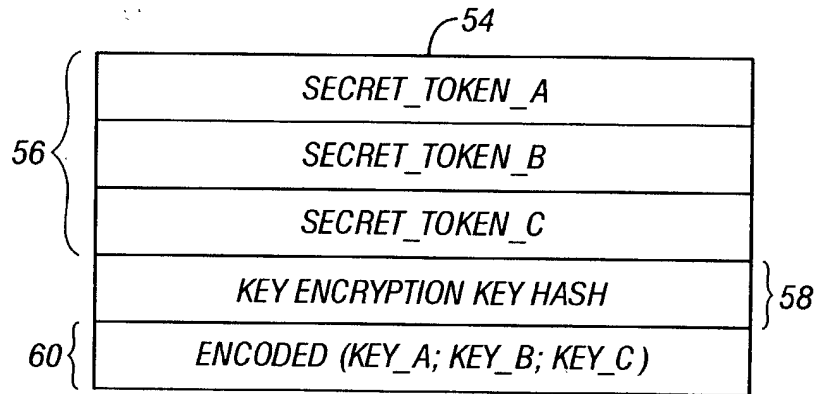 54
SECRET_TOKEN_A
56
SECRET_TOKEN_B
SECRET_TOKEN_C
KEY ENCRYPTION KEY HASH
58
60
ENCODED (KEY_A; KEY_B; KEY_C)